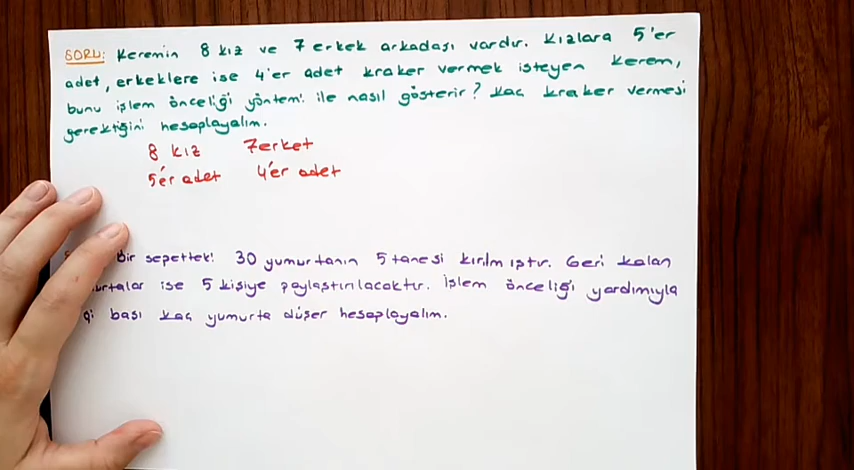 SORU: Keremin 8 kız ve 7 erkek arkadaşı vardır. Kızlara 5'er
adet, erkeklere ise 4'er adet kraker vermek isteyen Kerem,
bunu işlem önceliği yöntemi ile nasıl gösterir? Kaç kraker vermesi
gerektiğini hesaplayalım.
8 kız 7erket
5'er adet 4'er adet
bir sepetteki 30 yumurtanın 5 tanesi kırılmıştır. Geri kalan
ise 5 kişiye paylaştırılacaktır. İşlem önceliği yardımıyla
başı kaç yumurta düşer hesaplayalım.